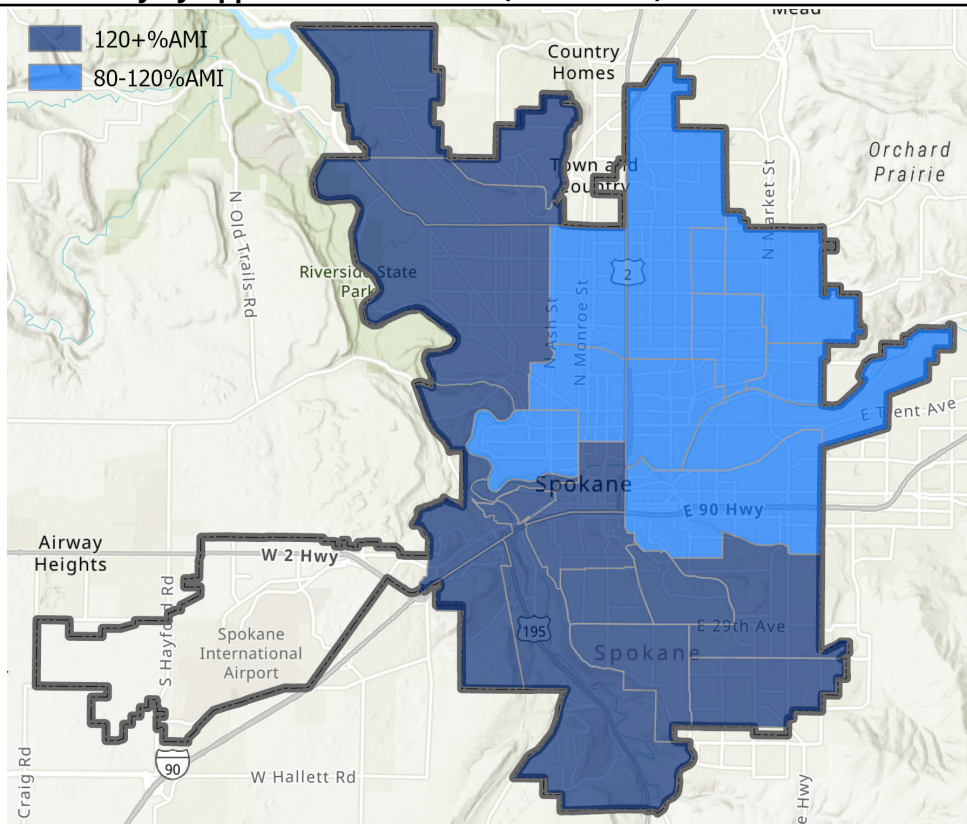 120+%AMI
80-120%AMI
Mead
Country
Homes
Town and
Country
Orchard
Prairie
N Market St
N Old Trails Rd
Riverside State
Park
2
N Ash St
N Monroe St
E Trent Ave
Spokane
E 90 Hwy
Airway
Heights
W 2 Hwy
S Hayford Rd
Spokane
International
Airport
195
E 29th Ave
Spokane
90
W Hallett Rd
Craig Rd
e Hwy